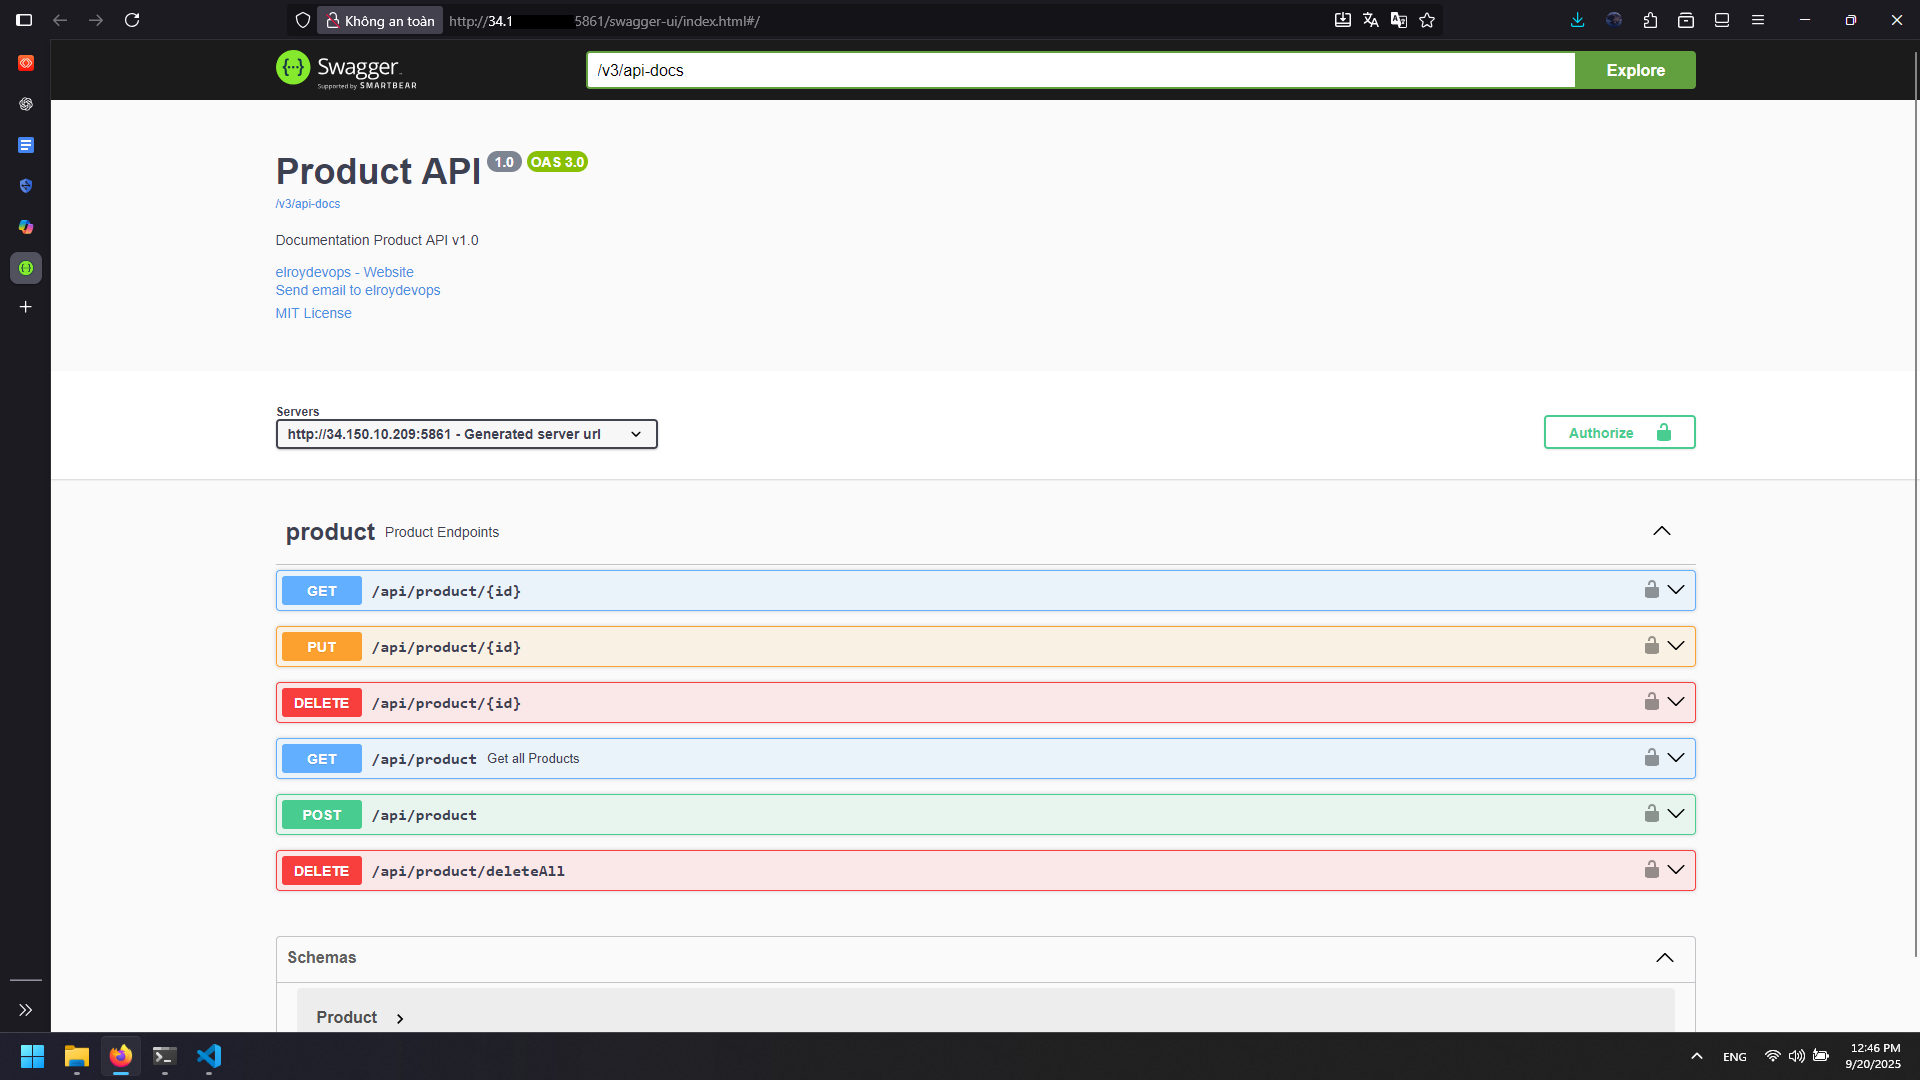 Không an toàn
http://34.1 5861/swagger-ui/index.html#/
Swagger
Supported by SMARTBEAR
/v3/api-docs
Explore
Product API 1.0 OAS 3.0
/v3/api-docs
Documentation Product API v1.0
elroydevops - Website
Send email to elroydevops
MIT License
Servers
http://34.150.10.209:5861 - Generated server url
Authorize
product Product Endpoints
GET /api/product/{id}
PUT /api/product/{id}
DELETE /api/product/{id}
GET /api/product Get all Products
POST /api/product
DELETE /api/product/deleteAll
Schemas
Product
ENG
12:46 PM
9/20/2025